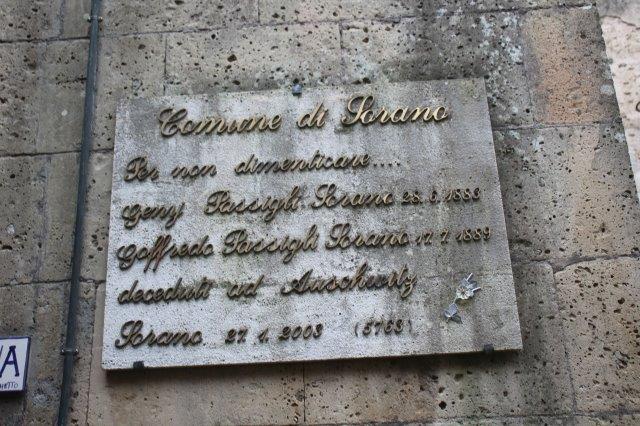 Comune di Sorano
Per non dimenticare....
Genyj Passigli Sorano 28.6.1883
Goffredo Passigli Sorano 17.7.1889
deceduti ad Auschwitz
Sorano 27.1.2003 (5763)